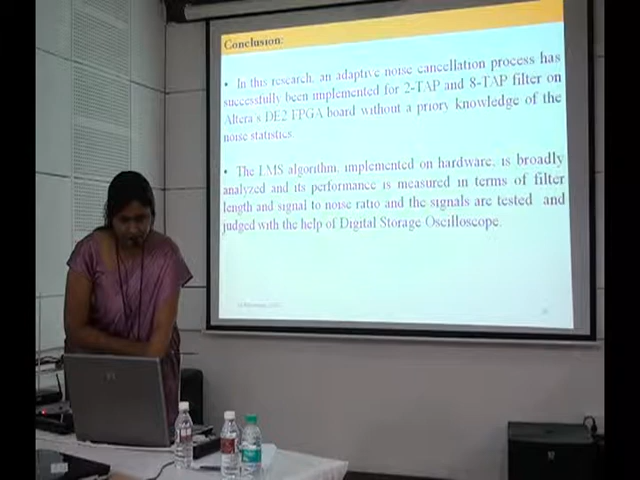 Conclusion:
• In this research, an adaptive noise cancellation process has
successfully been implemented for 2-TAP and 8-TAP filter on
Altera's DE2 FPGA board without a priory knowledge of the
noise statistics.
• The LMS algorithm, implemented on hardware, is broadly
analyzed and its performance is measured in terms of filter
length and signal to noise ratio and the signals are tested and
judged with the help of Digital Storage Oscilloscope.